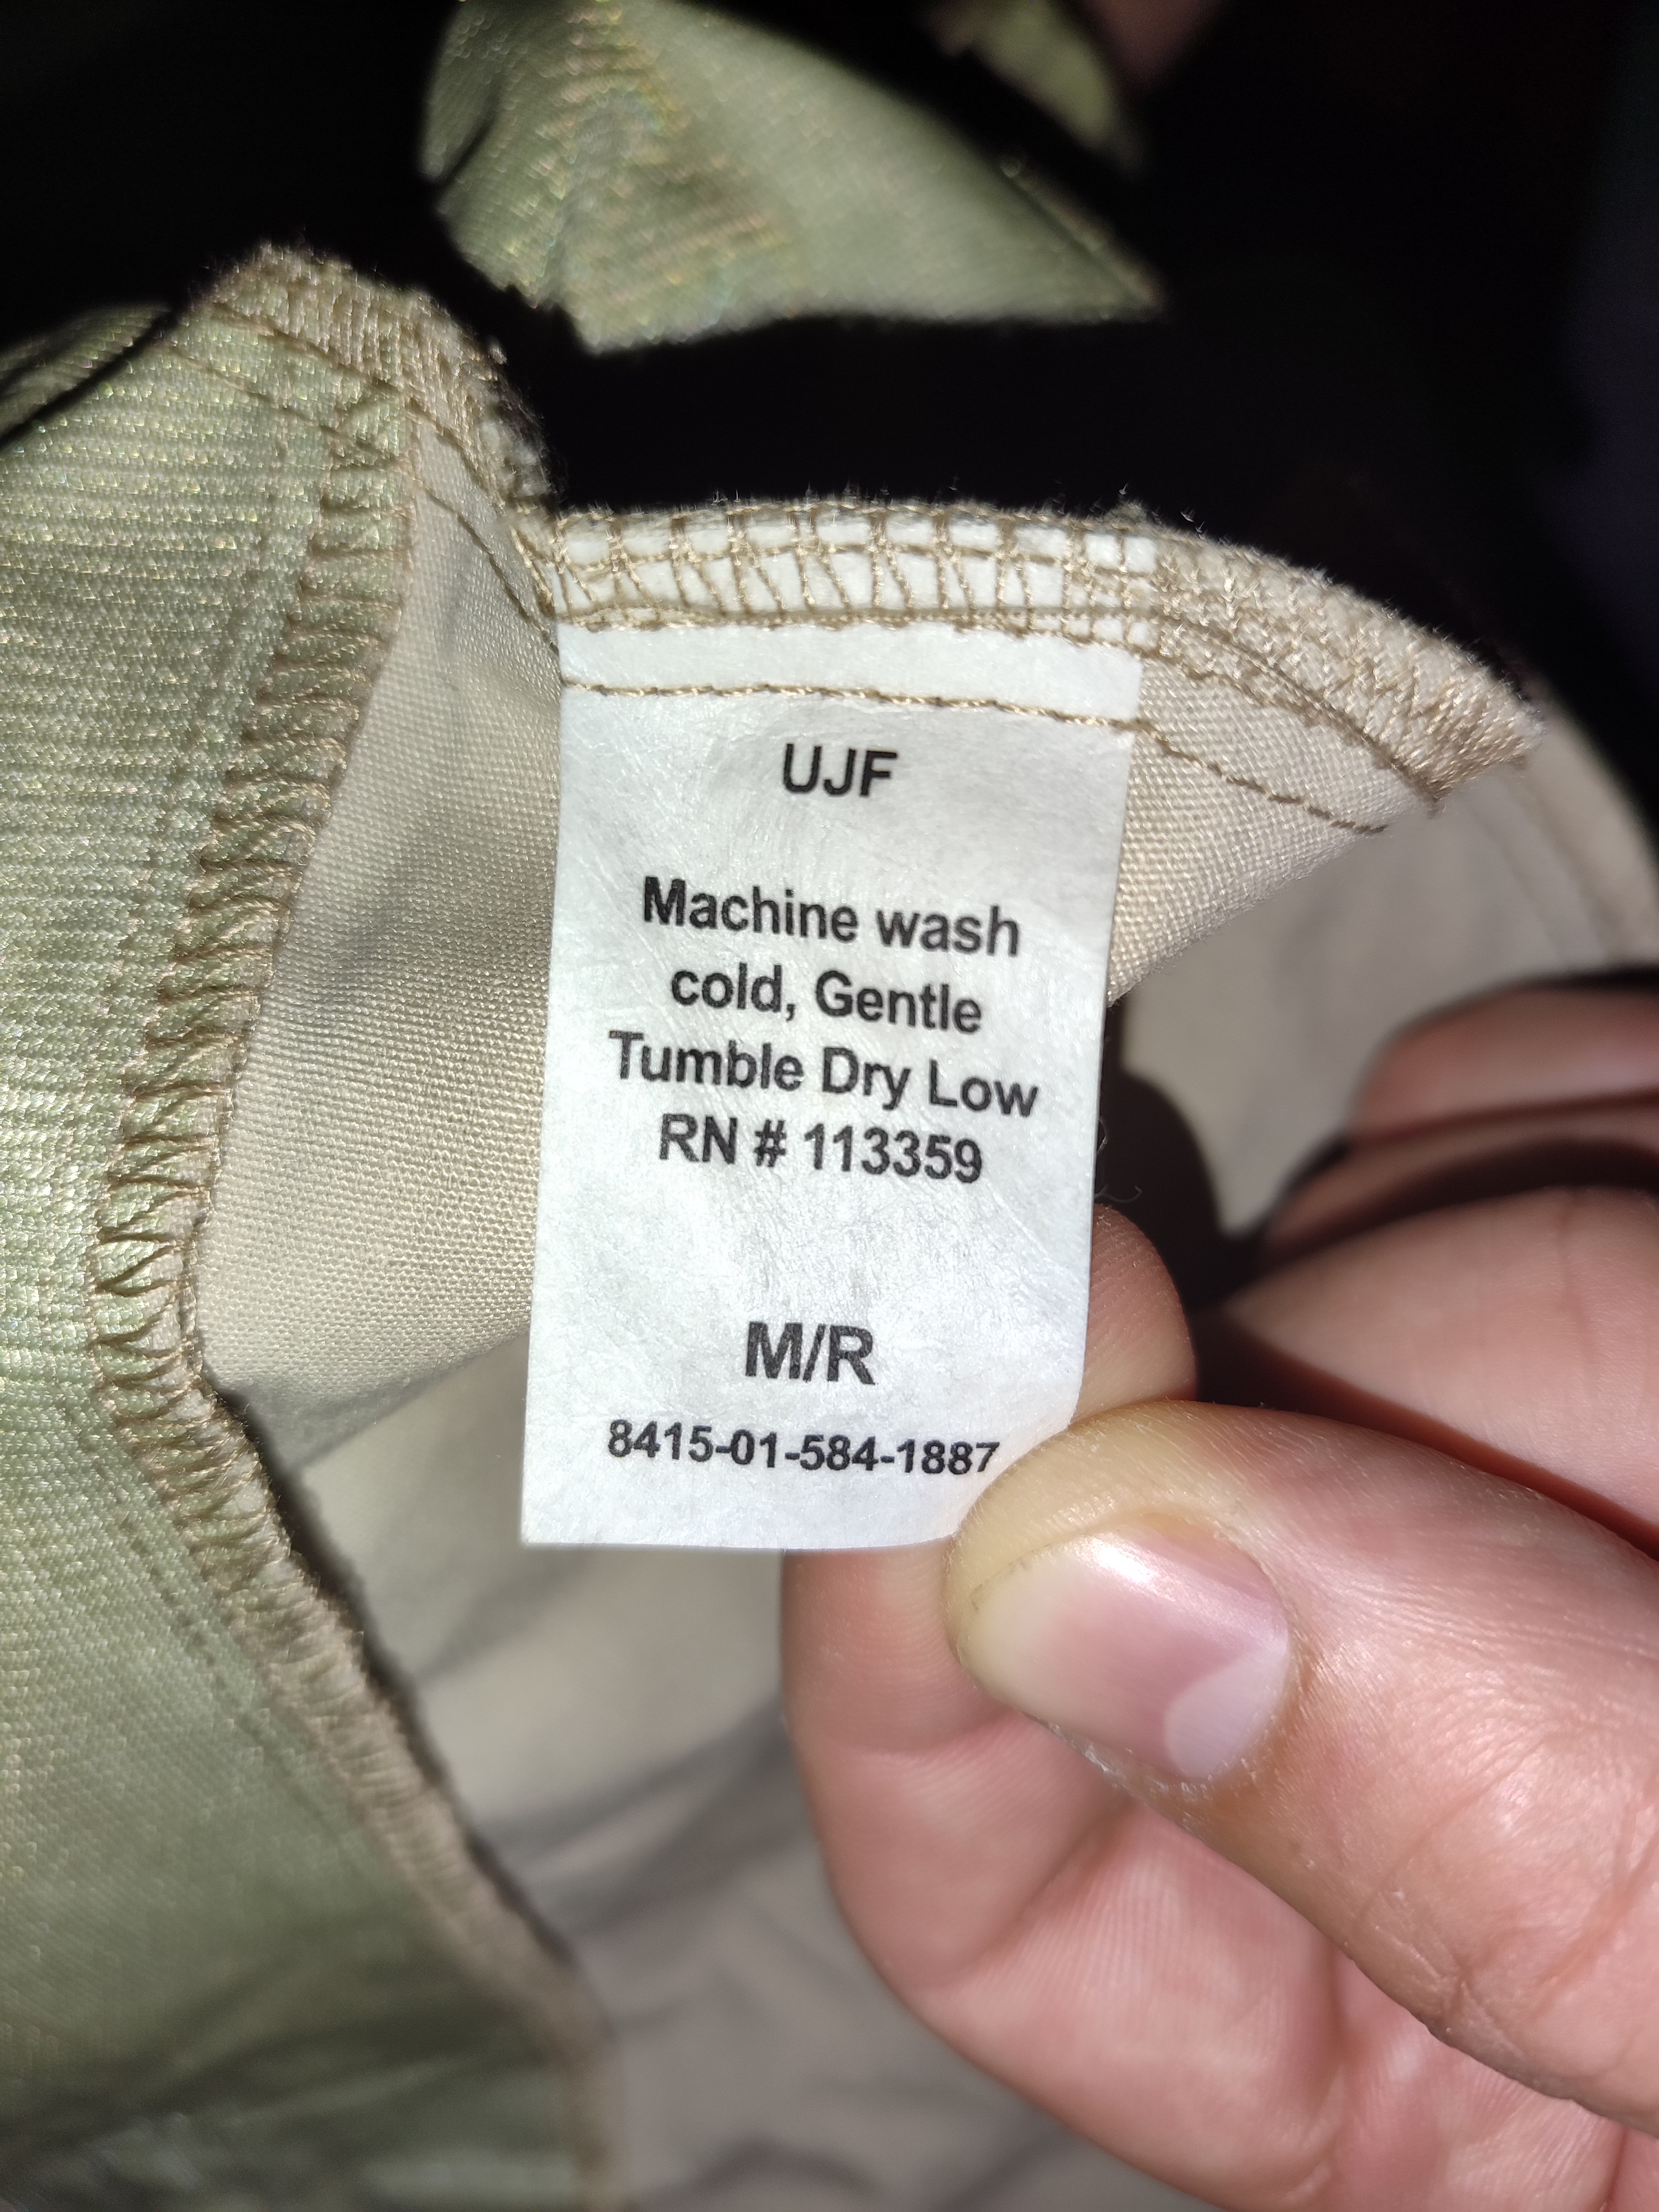 UJF
Machine wash
cold, Gentle
Tumble Dry Low
RN # 113359
M/R
8415-01-584-1887